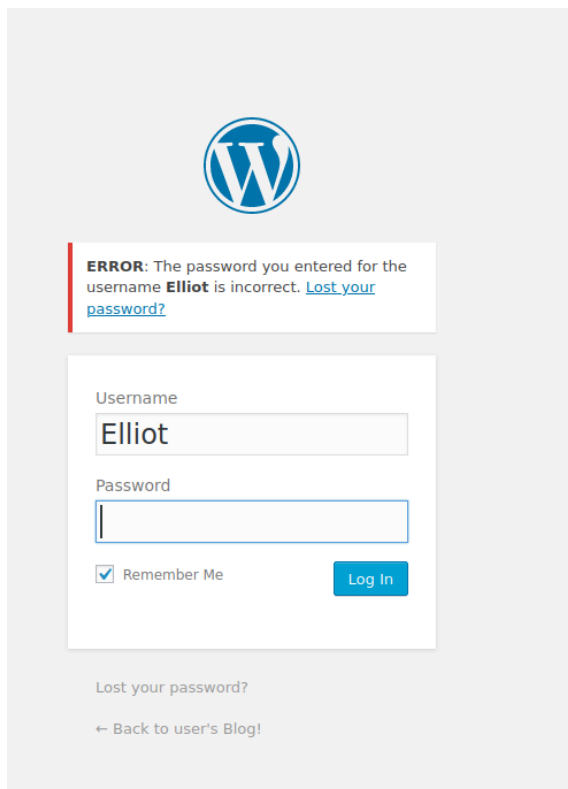 ERROR: The password you entered for the
username Elliot is incorrect. Lost your
password?
Username
Elliot
Password
Remember Me
Log In
Lost your password?
← Back to user's Blog!